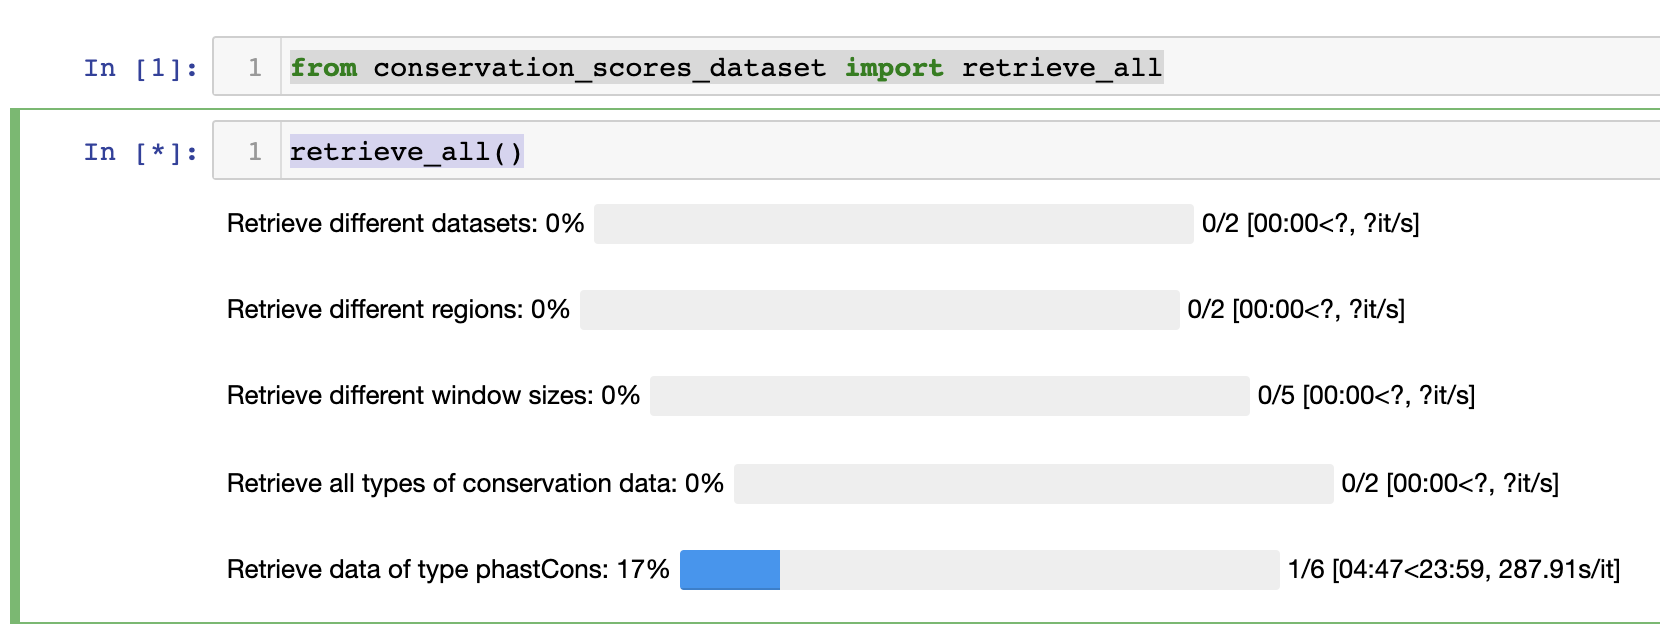 In [1]: 1 from conservation_scores_dataset import retrieve_all
In [*]: 1 retrieve_all()
Retrieve different datasets: 0% 0/2 [00:00<?, ?it/s]
Retrieve different regions: 0% 0/2 [00:00<?, ?it/s]
Retrieve different window sizes: 0% 0/5 [00:00<?, ?it/s]
Retrieve all types of conservation data: 0% 0/2 [00:00<?, ?it/s]
Retrieve data of type phastCons: 17% 1/6 [04:47<23:59, 287.91s/it]